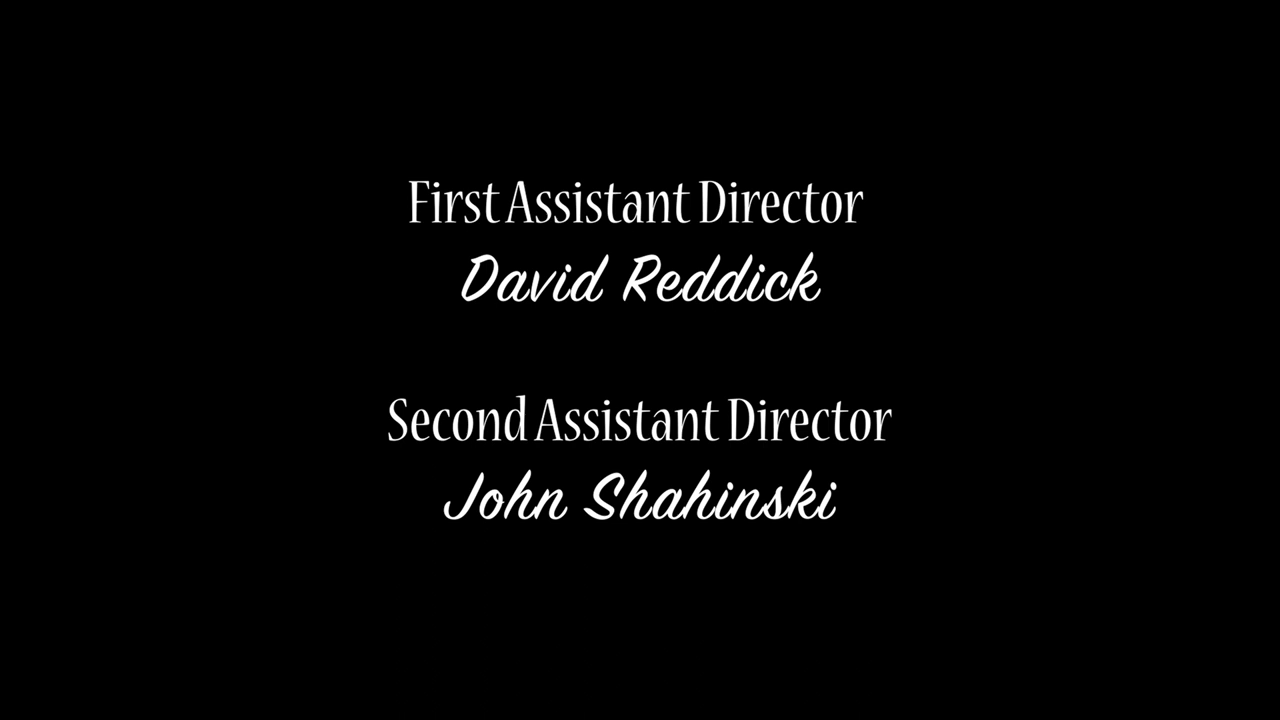 First Assistant Director
David Reddick
Second Assistant Director
John Shahinski